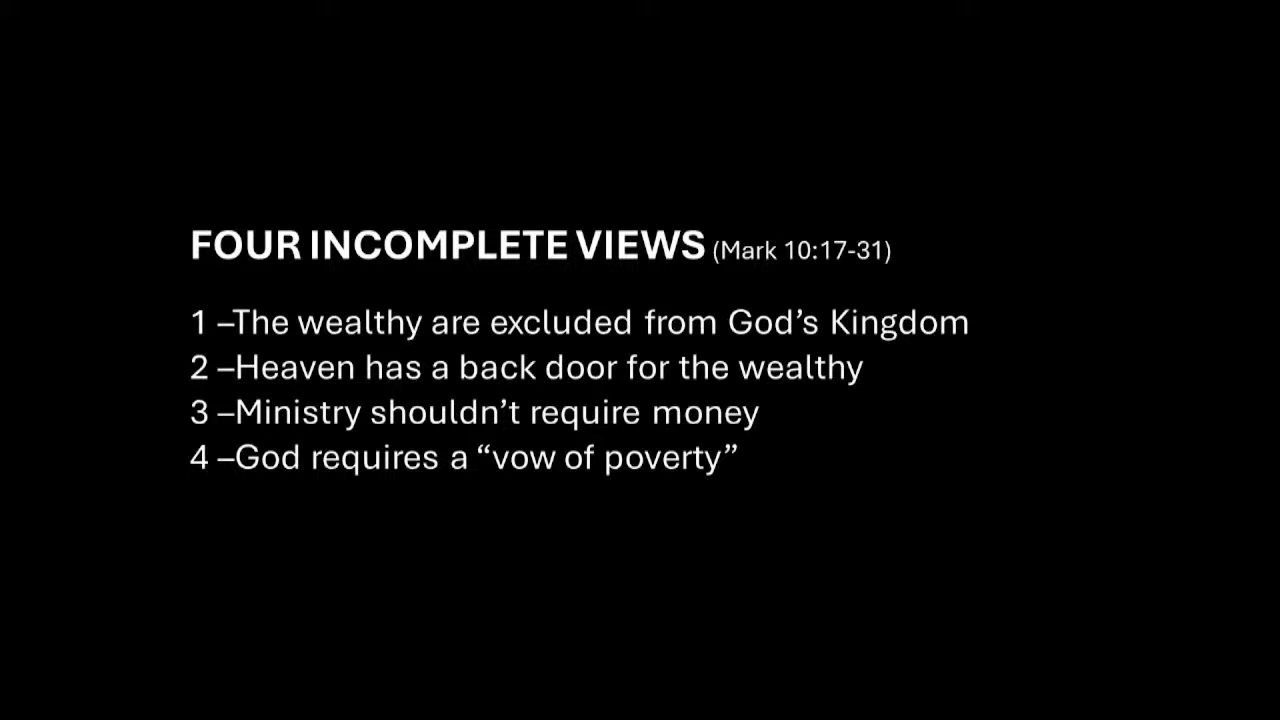 FOUR INCOMPLETE VIEWS (Mark 10:17-31)
1 –The wealthy are excluded from God’s Kingdom
2 –Heaven has a back door for the wealthy
3 –Ministry shouldn’t require money
4 –God requires a “vow of poverty”